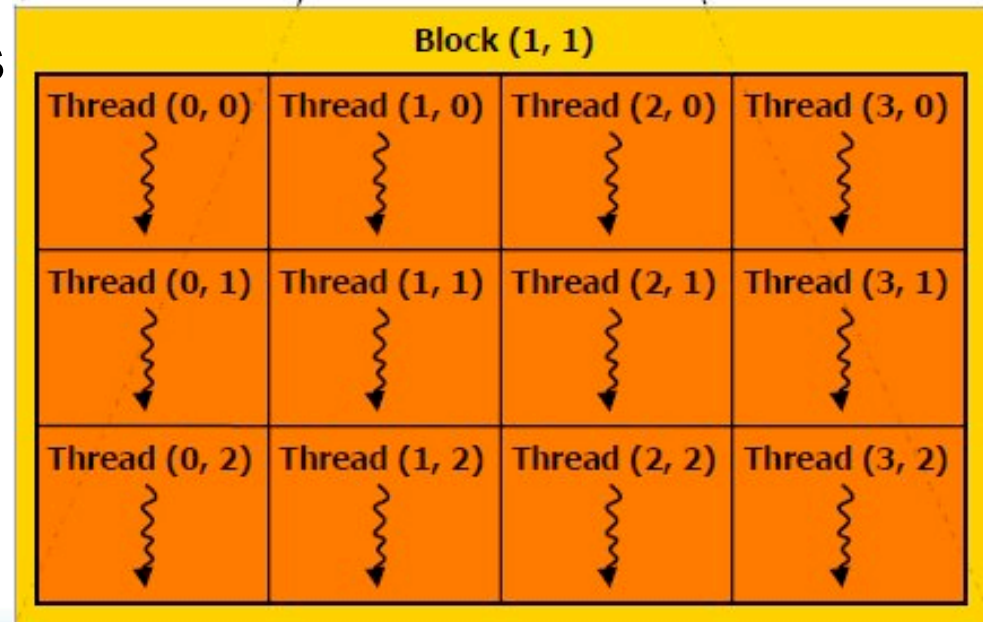 s
Block (1, 1)
Thread (0, 0) Thread (1, 0) Thread (2, 0) Thread (3, 0)
Thread (0, 1) Thread (1, 1) Thread (2, 1) Thread (3, 1)
Thread (0, 2) Thread (1, 2) Thread (2, 2) Thread (3, 2)